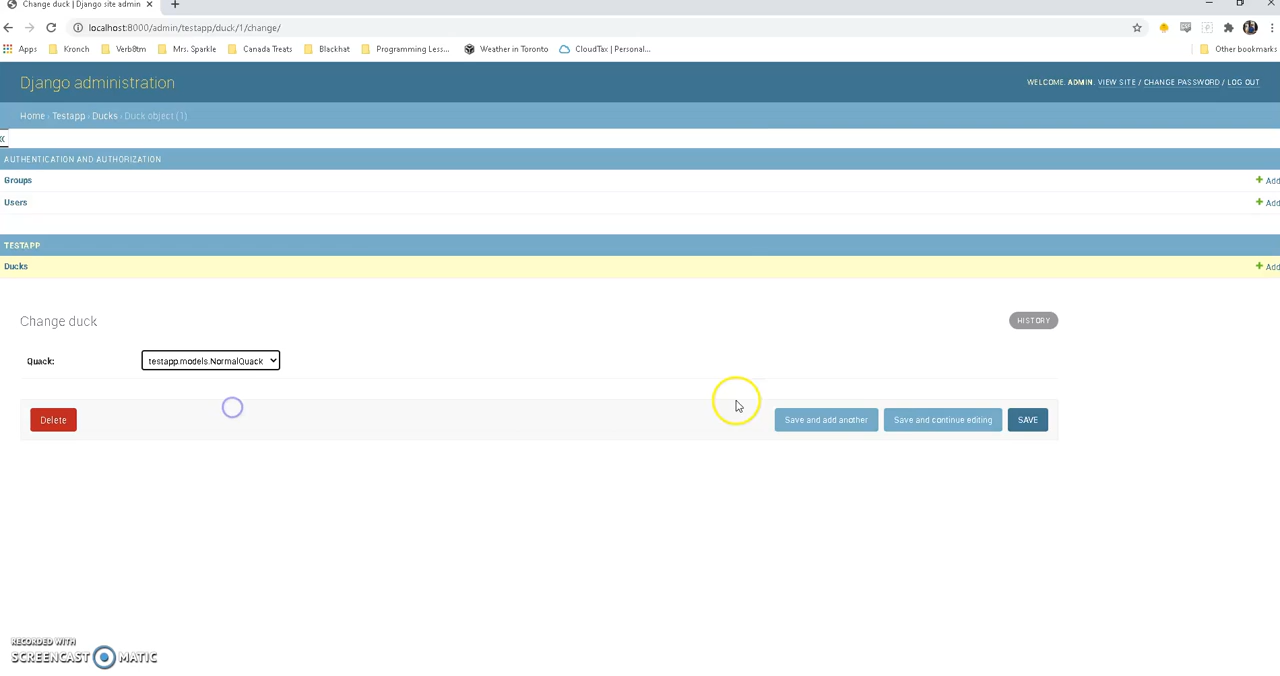 Change duck | Django site admin
localhost:8000/admin/testapp/duck/1/change/
Apps Kronch Verb8tm Mrs. Sparkle Canada Treats Blackhat Programming Less... Weather in Toronto CloudTax | Personal... Other bookmarks
Django administration
WELCOME, ADMIN. VIEW SITE / CHANGE PASSWORD / LOG OUT
Home › Testapp › Ducks › Duck object (1)
«
AUTHENTICATION AND AUTHORIZATION
Groups + Add
Users + Add
TESTAPP
Ducks + Add
Change duck
HISTORY
Quack: testapp.models.NormalQuack
Delete Save and add another Save and continue editing SAVE
RECORDED WITH
SCREENCAST MATIC